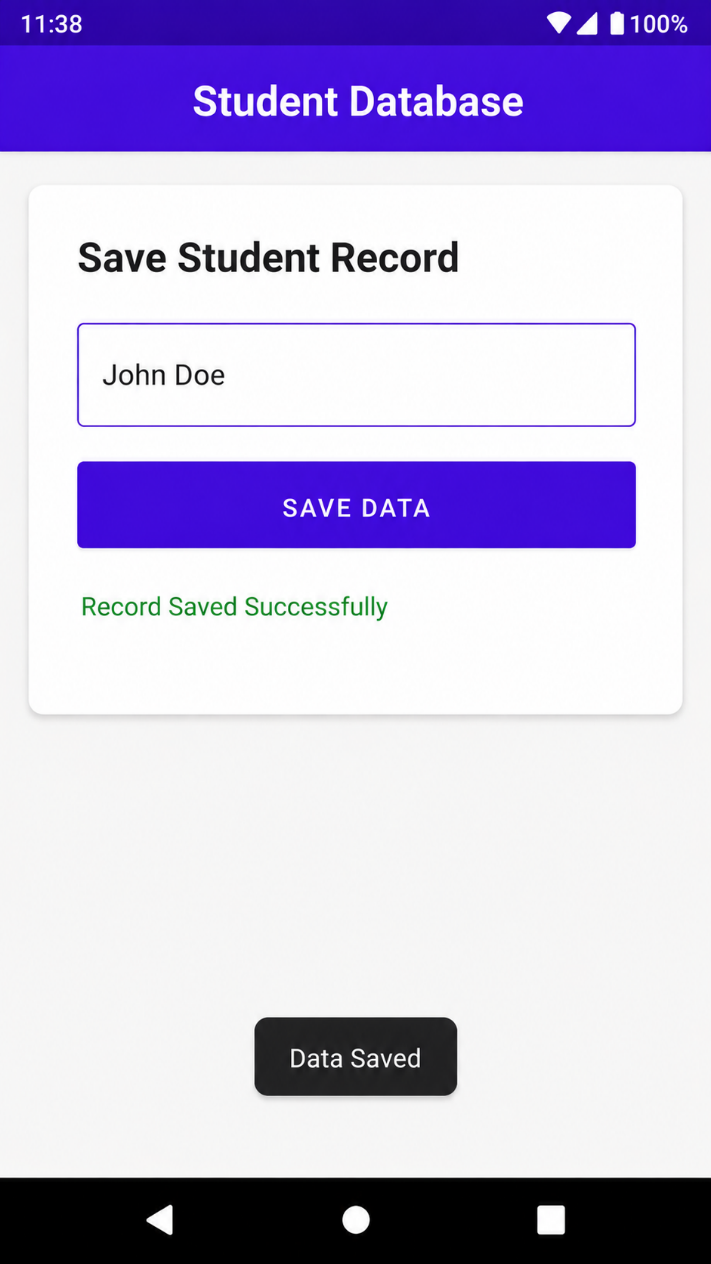 11:38 100%
Student Database
Save Student Record
John Doe
SAVE DATA
Record Saved Successfully
Data Saved